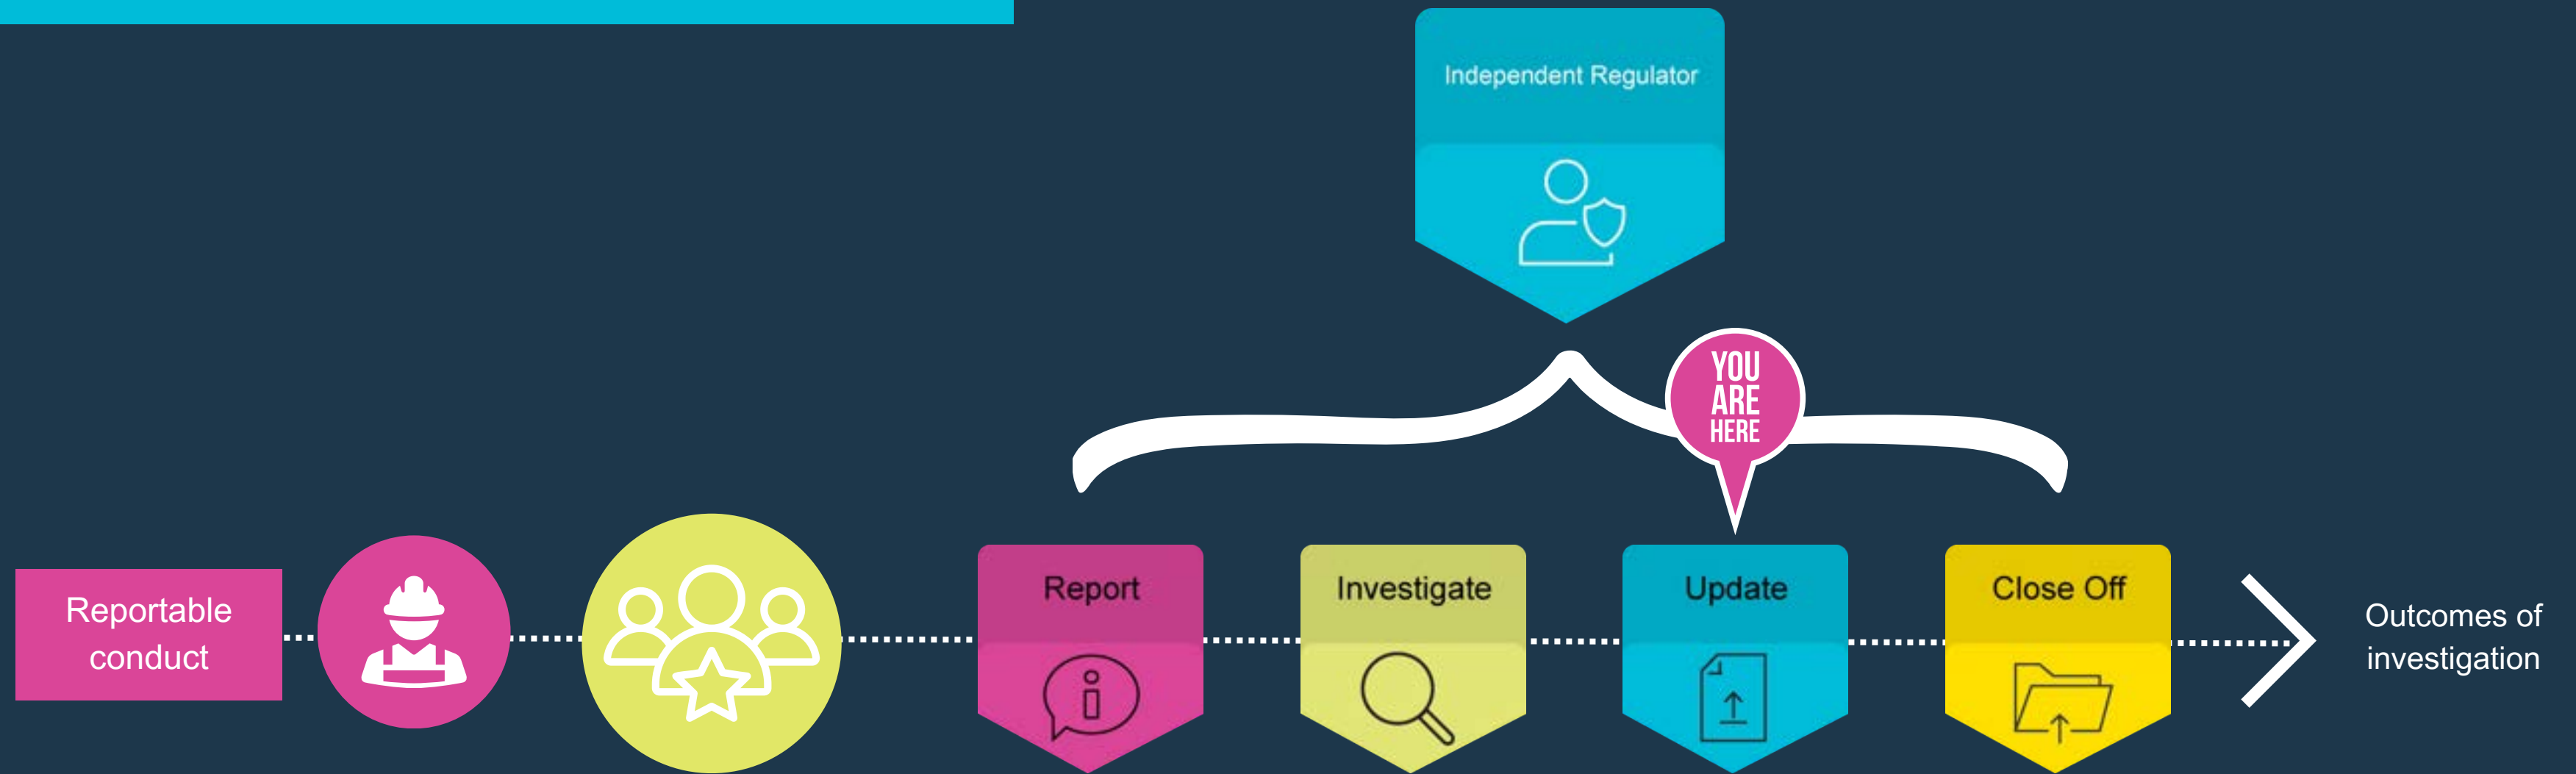 Independent Regulator
YOU
ARE
HERE
Reportable
conduct
Report
Investigate
Update
Close Off
Outcomes of
investigation